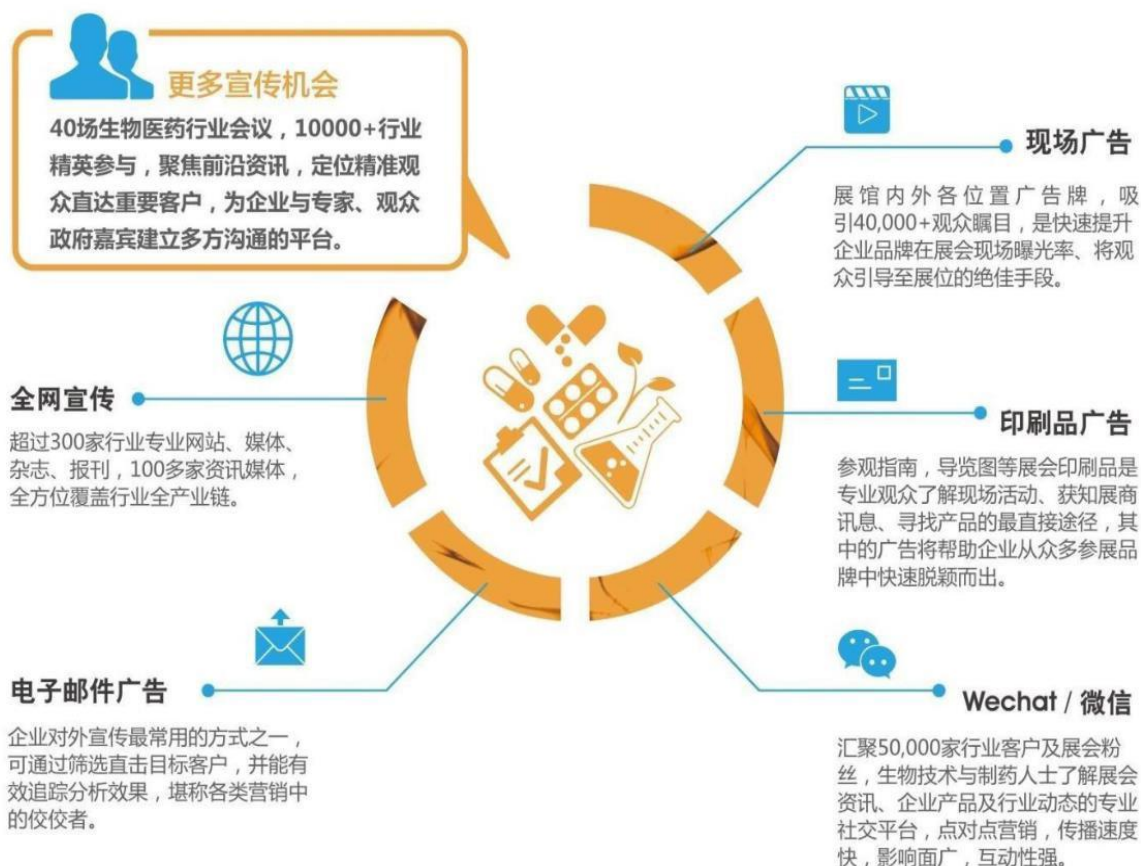 更多宣传机会
40场生物医药行业会议，10000+行业
精英参与，聚焦前沿资讯，定位精准观
众直达重要客户，为企业与专家、观众
政府嘉宾建立多方沟通的平台。
现场广告
展馆内外各位置广告牌，吸
引40,000+观众瞩目，是快速提升
企业品牌在展会现场曝光率、将观
众引导至展位的绝佳手段。
全网宣传
超过300家行业专业网站、媒体、
杂志、报刊，100多家资讯媒体，
全方位覆盖行业全产业链。
印刷品广告
参观指南，导览图等展会印刷品是
专业观众了解现场活动、获知展商
讯息、寻找产品的最直接途径，其
中的广告将帮助企业从众多参展品
牌中快速脱颖而出。
电子邮件广告
企业对外宣传最常用的方式之一，
可通过筛选直击目标客户，并能有
效追踪分析效果，堪称各类营销中
的佼佼者。
Wechat / 微信
汇聚50,000家行业客户及展会粉
丝，生物技术与制药人士了解展会
资讯、企业产品及行业动态的专业
社交平台，点对点营销，传播速度
快，影响面广，互动性强。